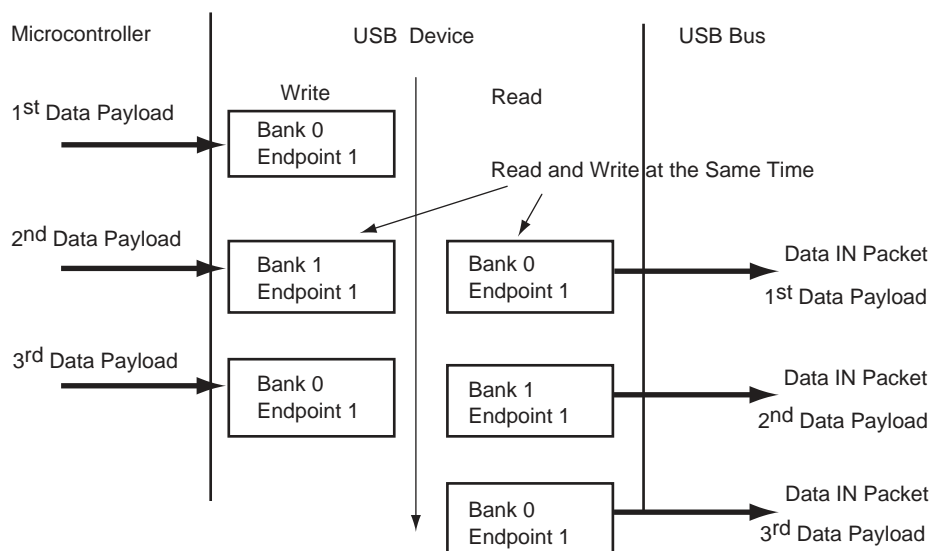 Microcontroller
USB Device
USB Bus
Write
Read
1st Data Payload
Bank 0
Endpoint 1
Read and Write at the Same Time
2nd Data Payload
Bank 1
Endpoint 1
Bank 0
Endpoint 1
Data IN Packet
1st Data Payload
3rd Data Payload
Bank 0
Endpoint 1
Bank 1
Endpoint 1
Data IN Packet
2nd Data Payload
Bank 0
Endpoint 1
Data IN Packet
3rd Data Payload